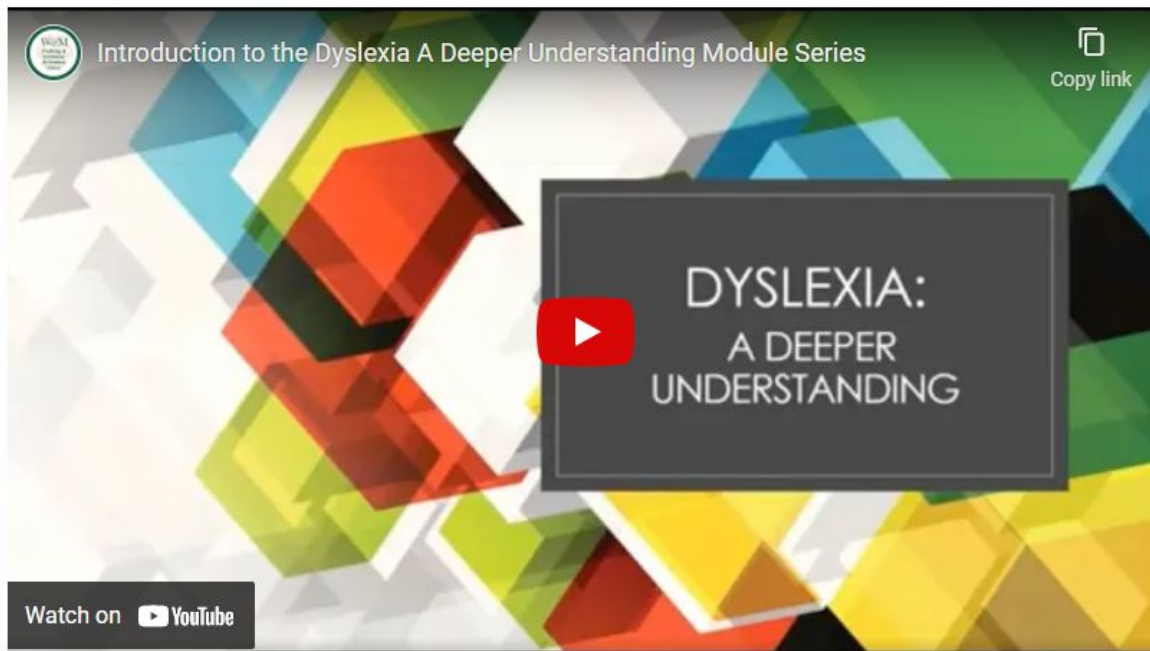 Introduction to the Dyslexia A Deeper Understanding Module Series
Copy link
W&M
DYSLEXIA:
A DEEPER
UNDERSTANDING
Watch on YouTube